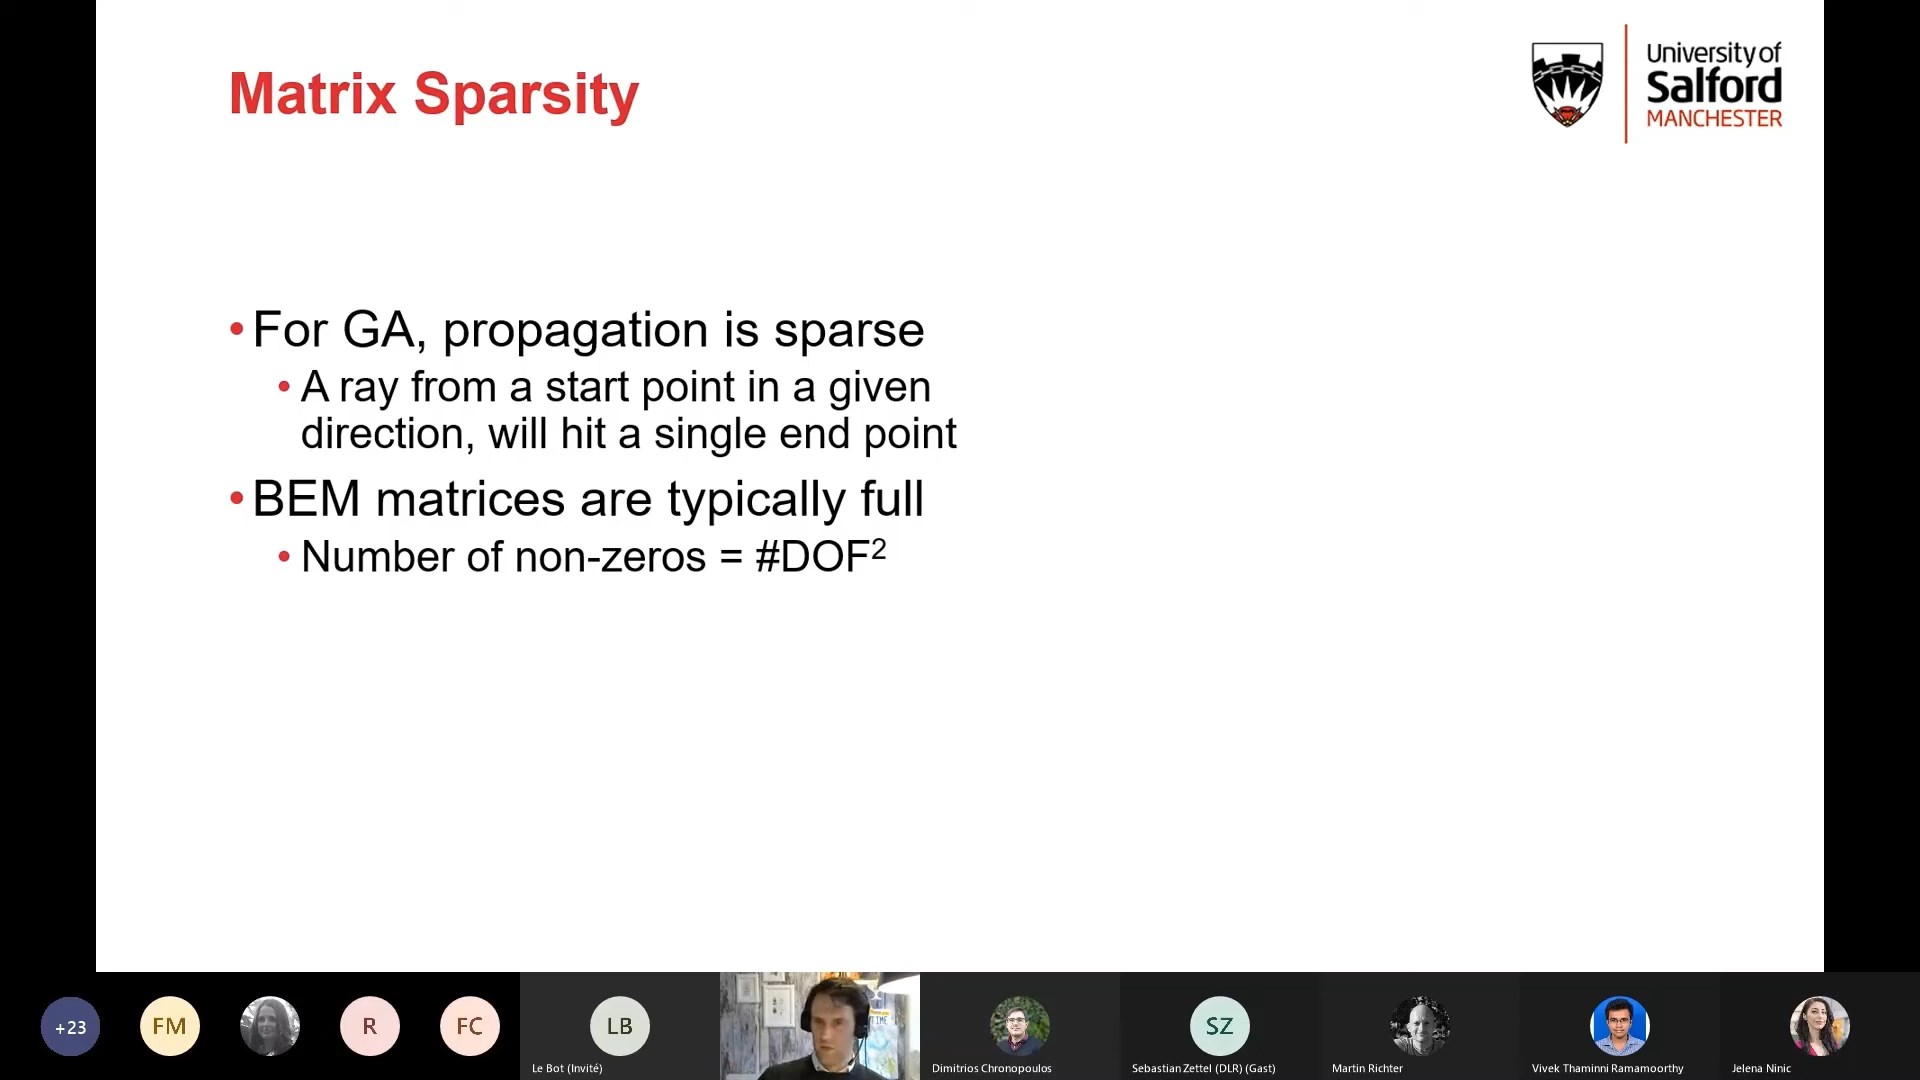 Matrix Sparsity
University of
Salford
MANCHESTER
• For GA, propagation is sparse
• A ray from a start point in a given
direction, will hit a single end point
• BEM matrices are typically full
• Number of non-zeros = #DOF²
+23
FM
R
FC
LB
SZ
Le Bot (Invité)
Dimitrios Chronopoulos
Sebastian Zettel (DLR) (Gast)
Martin Richter
Vivek Thaminni Ramamoorthy
Jelena Ninic